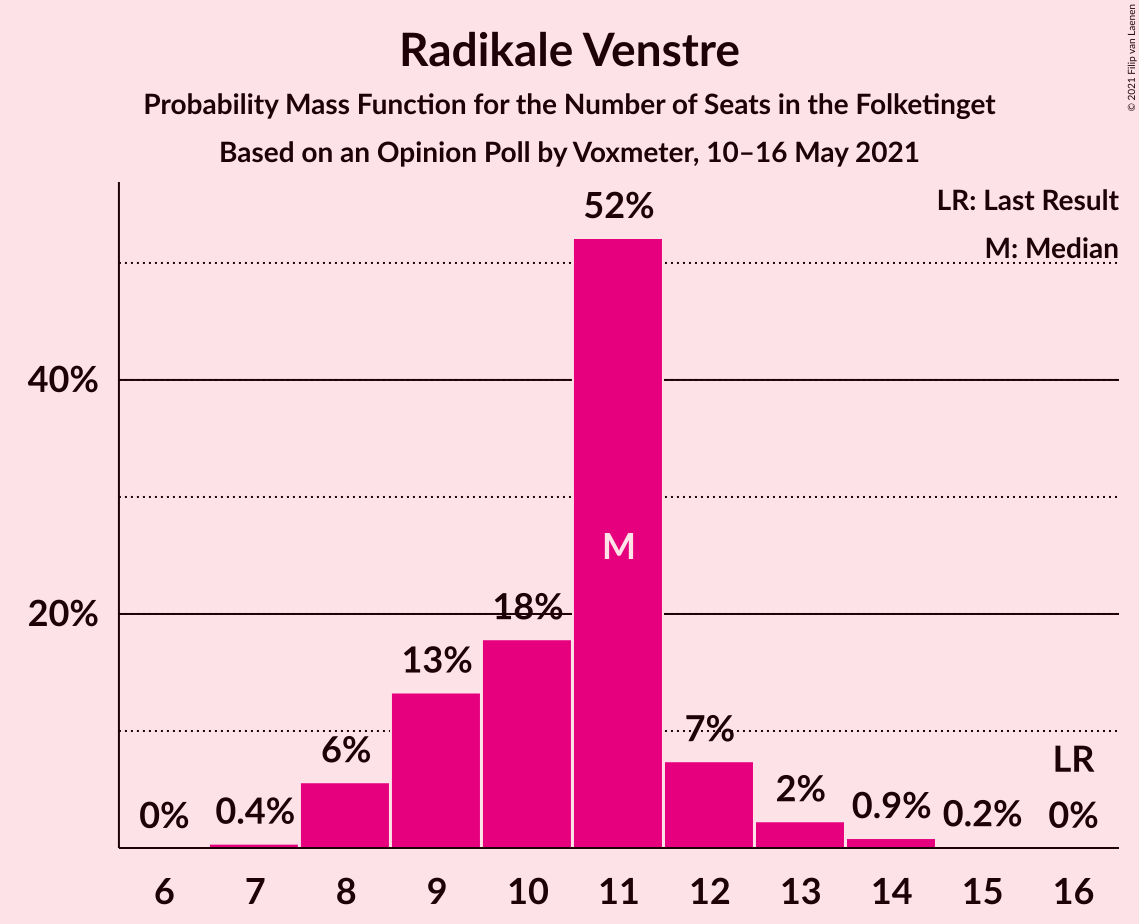 Radikale Venstre
Probability Mass Function for the Number of Seats in the Folketinget
Based on an Opinion Poll by Voxmeter, 10–16 May 2021
© 2021 Filip van Laenen
LR: Last Result
M: Median
40%
20%
0%
0.4%
6%
13%
18%
52%
M
7%
2%
0.9%
0.2%
LR
0%
6 7 8 9 10 11 12 13 14 15 16